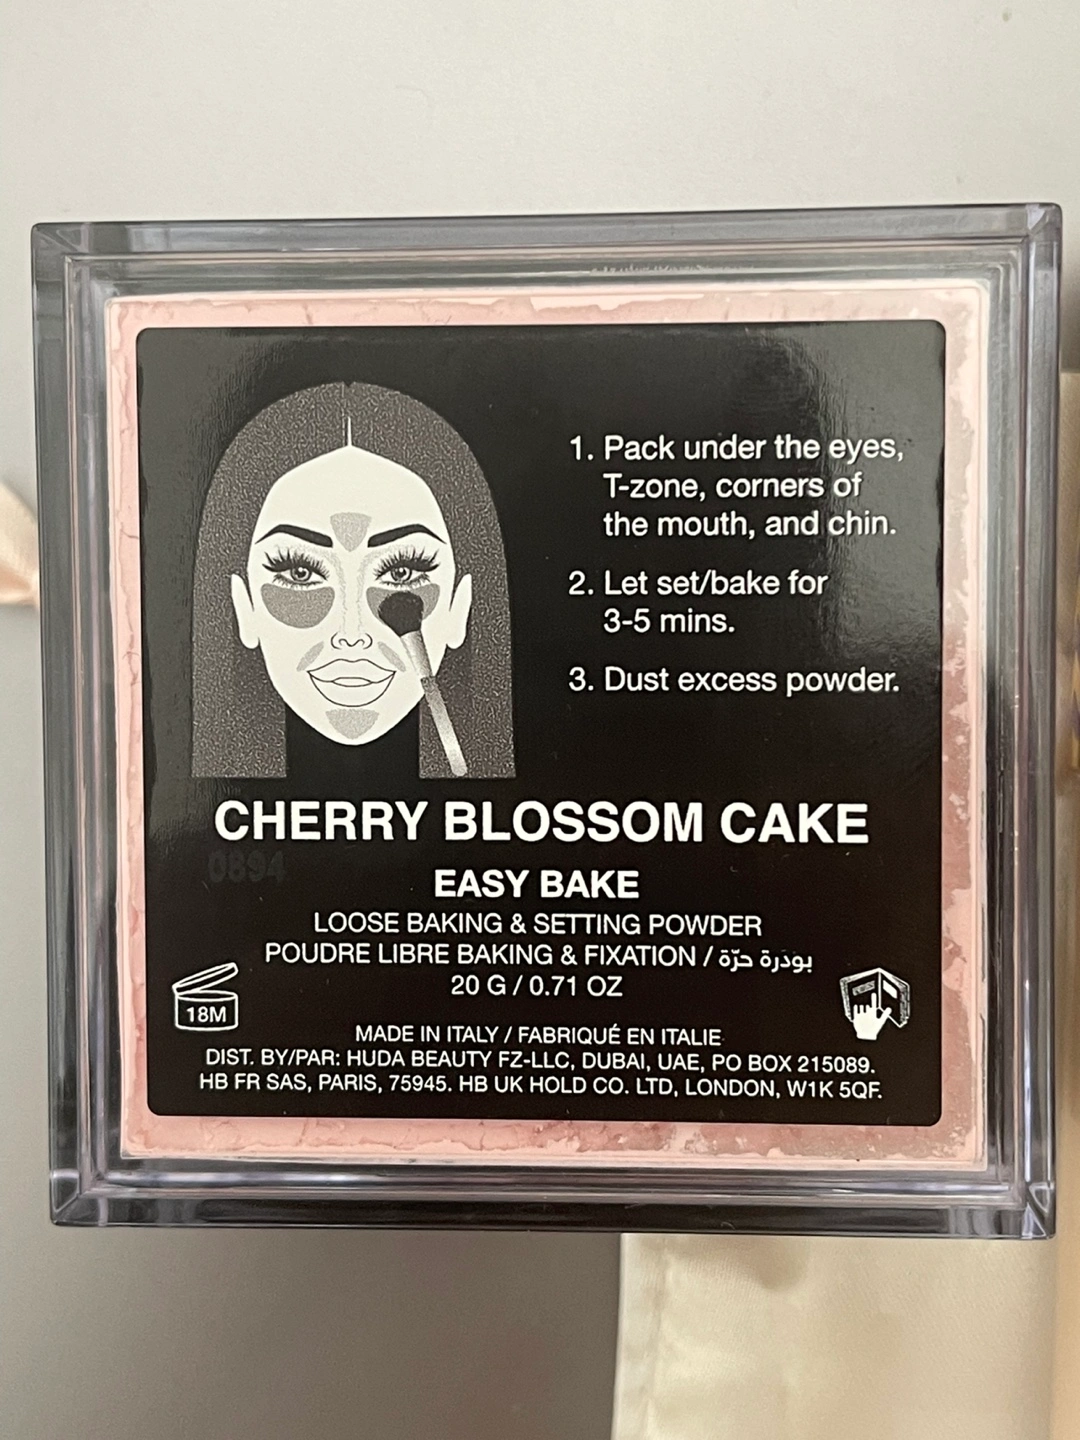 1. Pack under the eyes,
T-zone, corners of
the mouth, and chin.
2. Let set/bake for
3-5 mins.
3. Dust excess powder.
CHERRY BLOSSOM CAKE
0894
EASY BAKE
LOOSE BAKING & SETTING POWDER
POUDRE LIBRE BAKING & FIXATION / بودرة حرّة
20 G / 0.71 OZ
18M
MADE IN ITALY / FABRIQUÉ EN ITALIE
DIST. BY/PAR: HUDA BEAUTY FZ-LLC, DUBAI, UAE, PO BOX 215089.
HB FR SAS, PARIS, 75945. HB UK HOLD CO. LTD, LONDON, W1K 5QF.